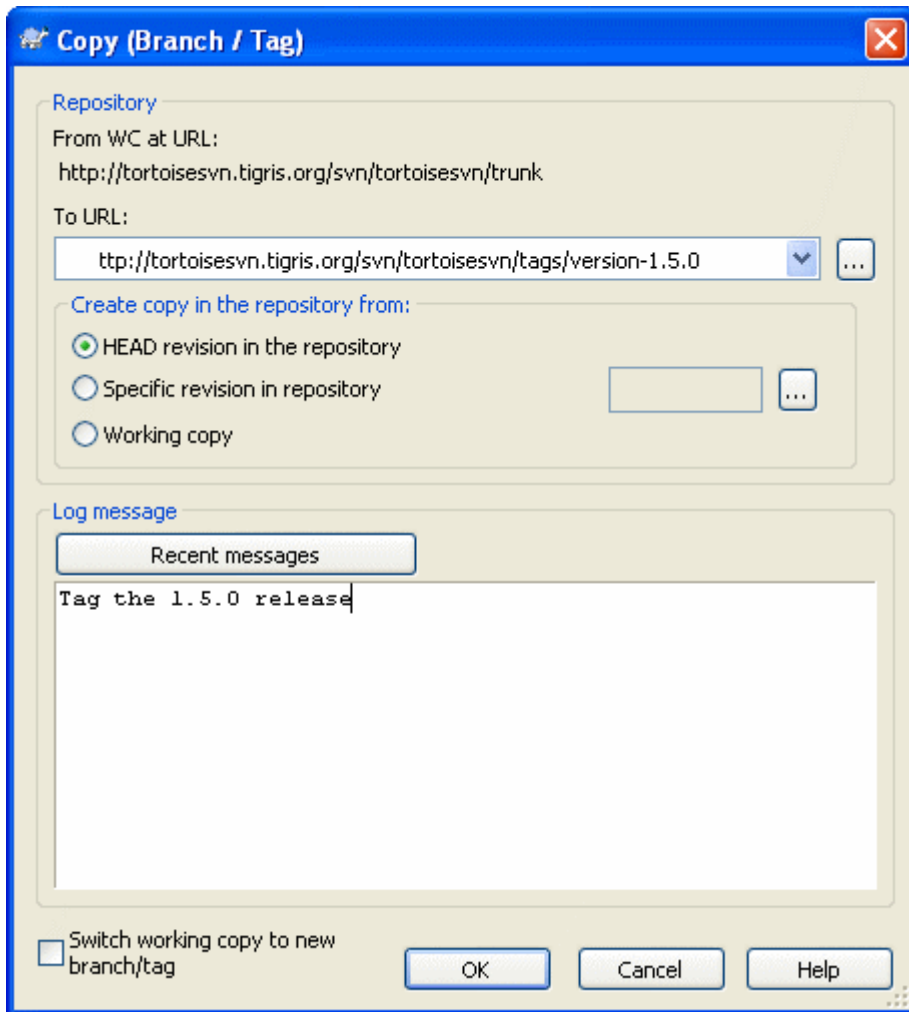 Copy (Branch / Tag)
Repository
From WC at URL:
http://tortoisesvn.tigris.org/svn/tortoisesvn/trunk
To URL:
ttp://tortoisesvn.tigris.org/svn/tortoisesvn/tags/version-1.5.0
...
Create copy in the repository from:
HEAD revision in the repository
Specific revision in repository
...
Working copy
Log message
Recent messages
Tag the 1.5.0 release
Switch working copy to new
branch/tag
OK Cancel Help